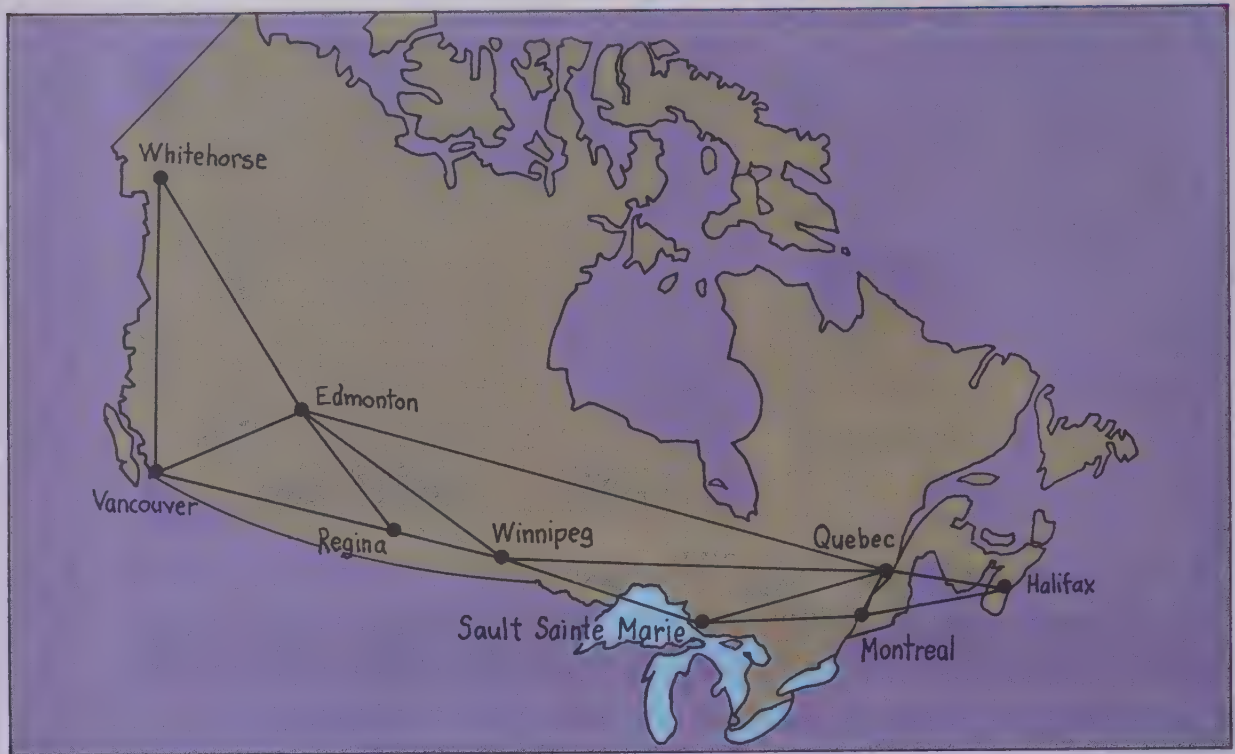 Whitehorse
Edmonton
Vancouver
Regina
Winnipeg
Quebec
Halifax
Sault Sainte Marie
Montreal